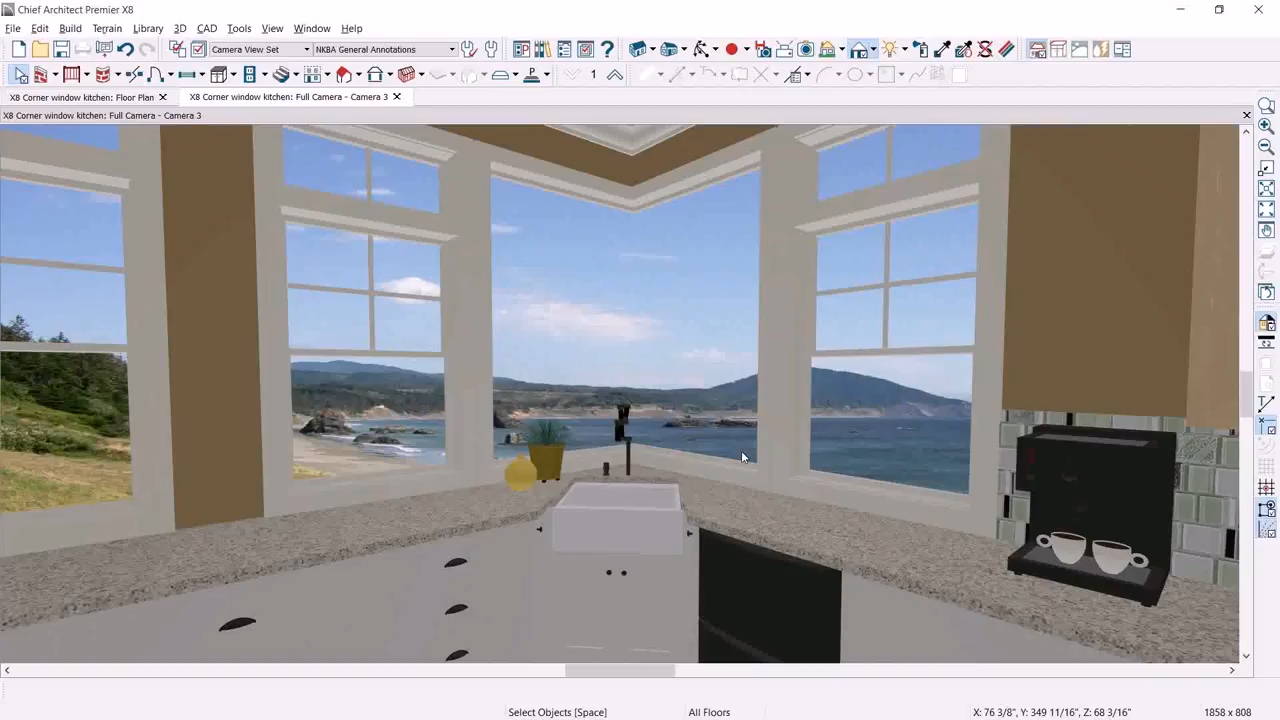 Chief Architect Premier X8
File Edit Build Terrain Library 3D CAD Tools View Window Help
Camera View Set NKBA General Annotations
1
X8 Corner window kitchen: Floor Plan X8 Corner window kitchen: Full Camera - Camera 3
X8 Corner window kitchen: Full Camera - Camera 3
Select Objects [Space] All Floors X: 76 3/8", Y: 349 11/16", Z: 68 3/16" 1858 x 808